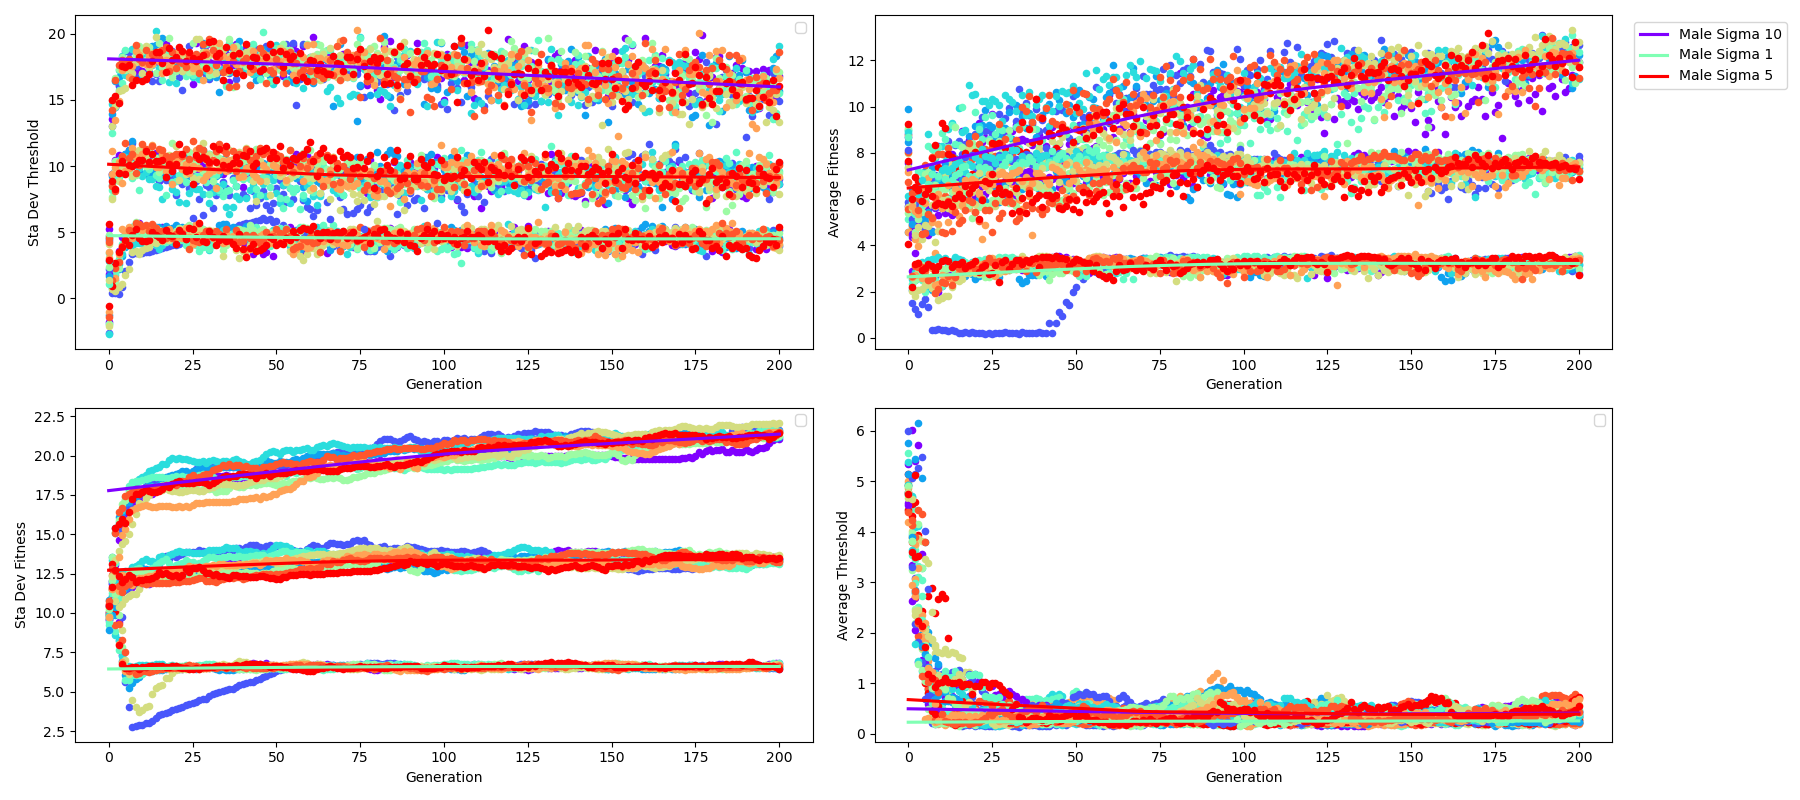 20
15
10
5
0
Sta Dev Threshold
0 25 50 75 100 125 150 175 200
Generation
12
10
8
6
4
2
0
Average Fitness
0 25 50 75 100 125 150 175 200
Generation
Male Sigma 10
Male Sigma 1
Male Sigma 5
22.5
20.0
17.5
15.0
12.5
10.0
7.5
5.0
2.5
Sta Dev Fitness
0 25 50 75 100 125 150 175 200
Generation
6
5
4
3
2
1
0
Average Threshold
0 25 50 75 100 125 150 175 200
Generation